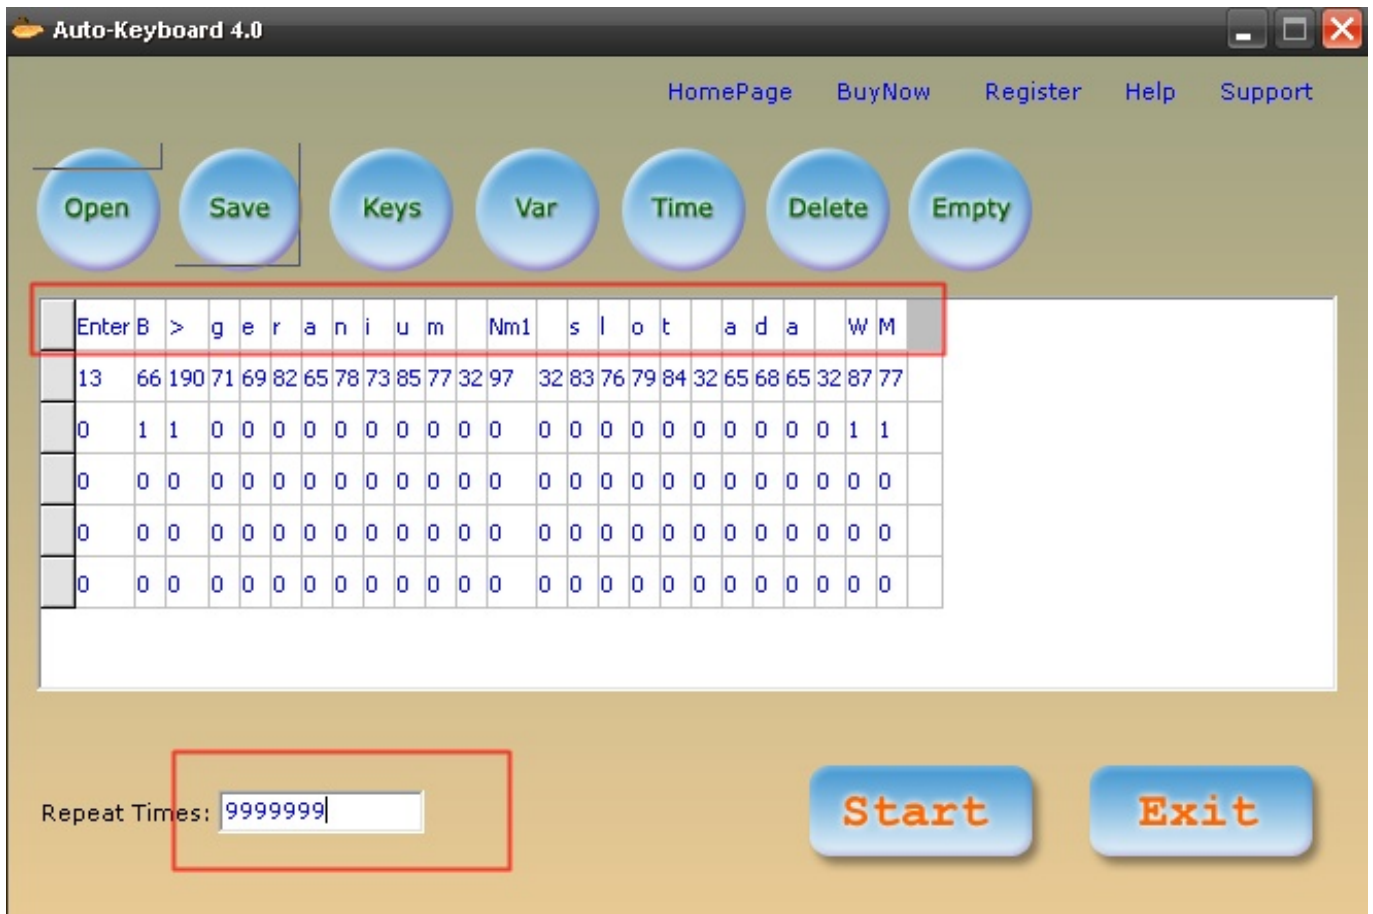 Auto-Keyboard 4.0
HomePage BuyNow Register Help Support
Open Save Keys Var Time Delete Empty
Enter B > g e r a n i u m Nm1 s l o t a d a W M
13 66 190 71 69 82 65 78 73 85 77 32 97 32 83 76 79 84 32 65 68 65 32 87 77
0 1 1 0 0 0 0 0 0 0 0 0 0 0 0 0 0 0 0 0 0 0 0 1 1
0 0 0 0 0 0 0 0 0 0 0 0 0 0 0 0 0 0 0 0 0 0 0 0 0
0 0 0 0 0 0 0 0 0 0 0 0 0 0 0 0 0 0 0 0 0 0 0 0 0
0 0 0 0 0 0 0 0 0 0 0 0 0 0 0 0 0 0 0 0 0 0 0 0 0
Repeat Times: 9999999 Start Exit